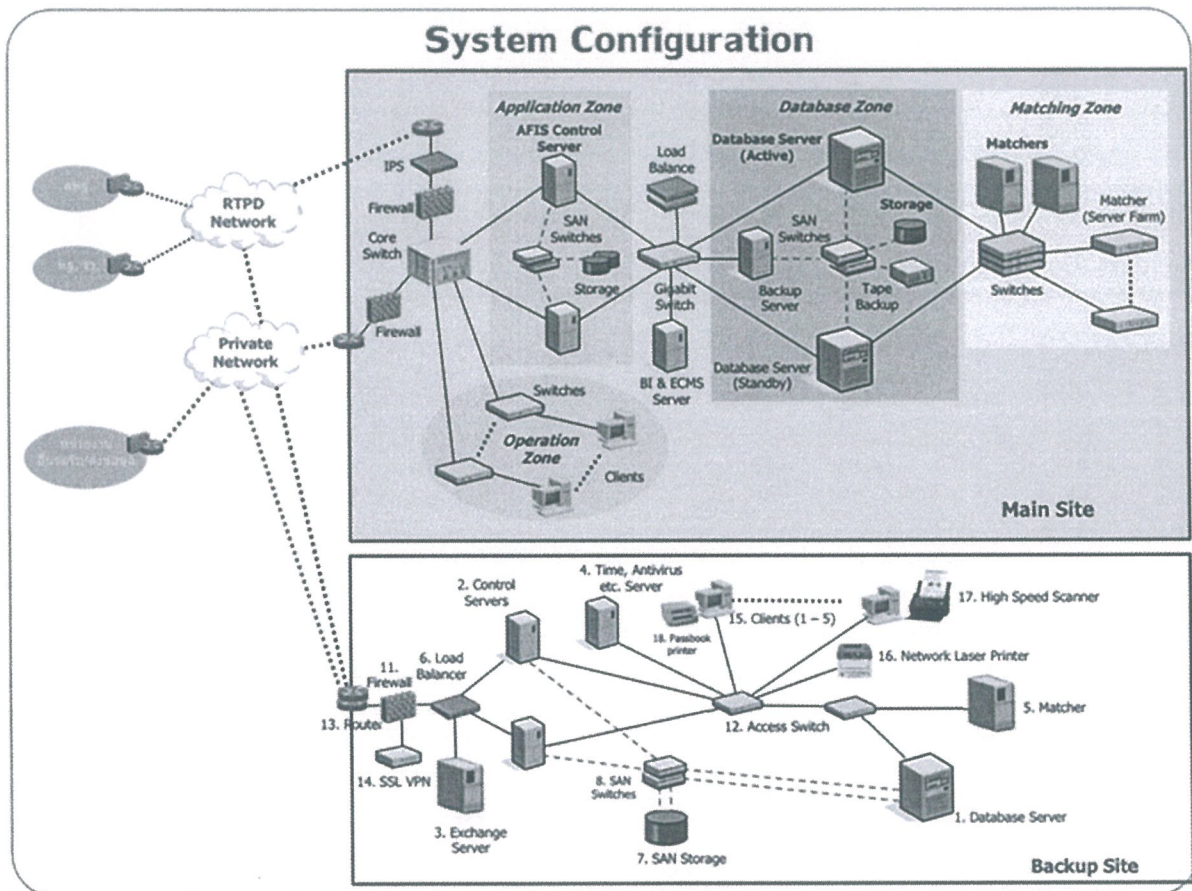 System Configuration
Application Zone
AFIS Control
Server
IPS
Firewall
Core
Switch
Firewall
SAN
Switches
Storage
Load
Balance
Gigabit
Switch
BI & ECMS
Server
Database Zone
Database Server
(Active)
Storage
SAN
Switches
Backup
Server
Tape
Backup
Database Server
(Standby)
Matching Zone
Matchers
Matcher
(Server Farm)
Switches
RTPD
Network
Private
Network
Switches
Operation
Zone
Clients
Main Site
2. Control
Servers
4. Time, Antivirus
etc. Server
15. Clients (1 – 5)
18. Passbook
printer
17. High Speed Scanner
16. Network Laser Printer
6. Load
Balancer
11.
Firewall
13. Router
14. SSL VPN
3. Exchange
Server
12. Access Switch
5. Matcher
8. SAN
Switches
7. SAN Storage
1. Database Server
Backup Site